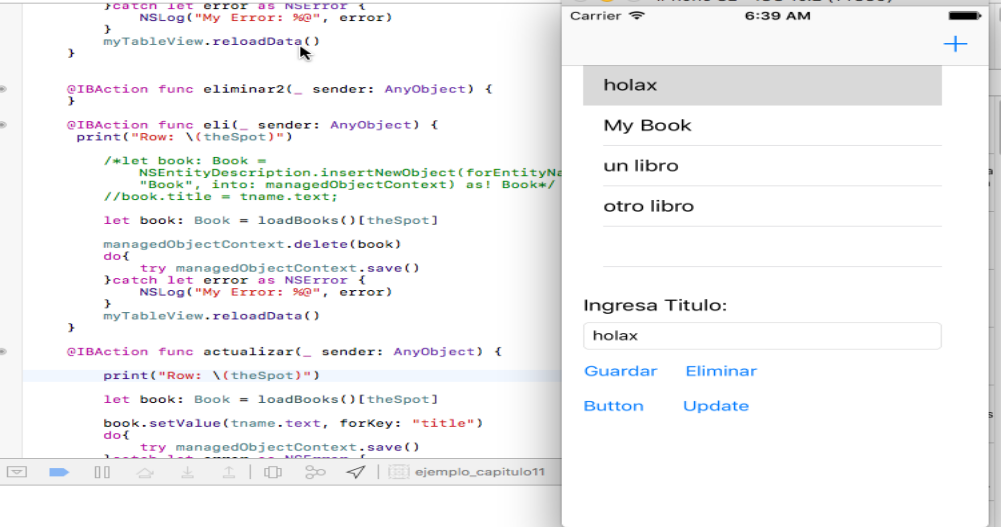 }catch let error as NSError {
NSLog("My Error: %@", error)
}
myTableView.reloadData()
}
@IBAction func eliminar2(_ sender: AnyObject) {
}
@IBAction func eli(_ sender: AnyObject) {
print("Row: \(theSpot)")
/*let book: Book =
NSEntityDescription.insertNewObject(forEntityNa
"Book", into: managedObjectContext) as! Book*/
//book.title = tname.text;
let book: Book = loadBooks()[theSpot]
managedObjectContext.delete(book)
do{
try managedObjectContext.save()
}catch let error as NSError {
NSLog("My Error: %@", error)
}
myTableView.reloadData()
}
@IBAction func actualizar(_ sender: AnyObject) {
print("Row: \(theSpot)")
let book: Book = loadBooks()[theSpot]
book.setValue(tname.text, forKey: "title")
do{
try managedObjectContext.save()
}catch let error as NSError {
ejemplo_capitulo11
Carrier 6:39 AM
+
holax
My Book
un libro
otro libro
Ingresa Titulo:
holax
Guardar Eliminar
Button Update